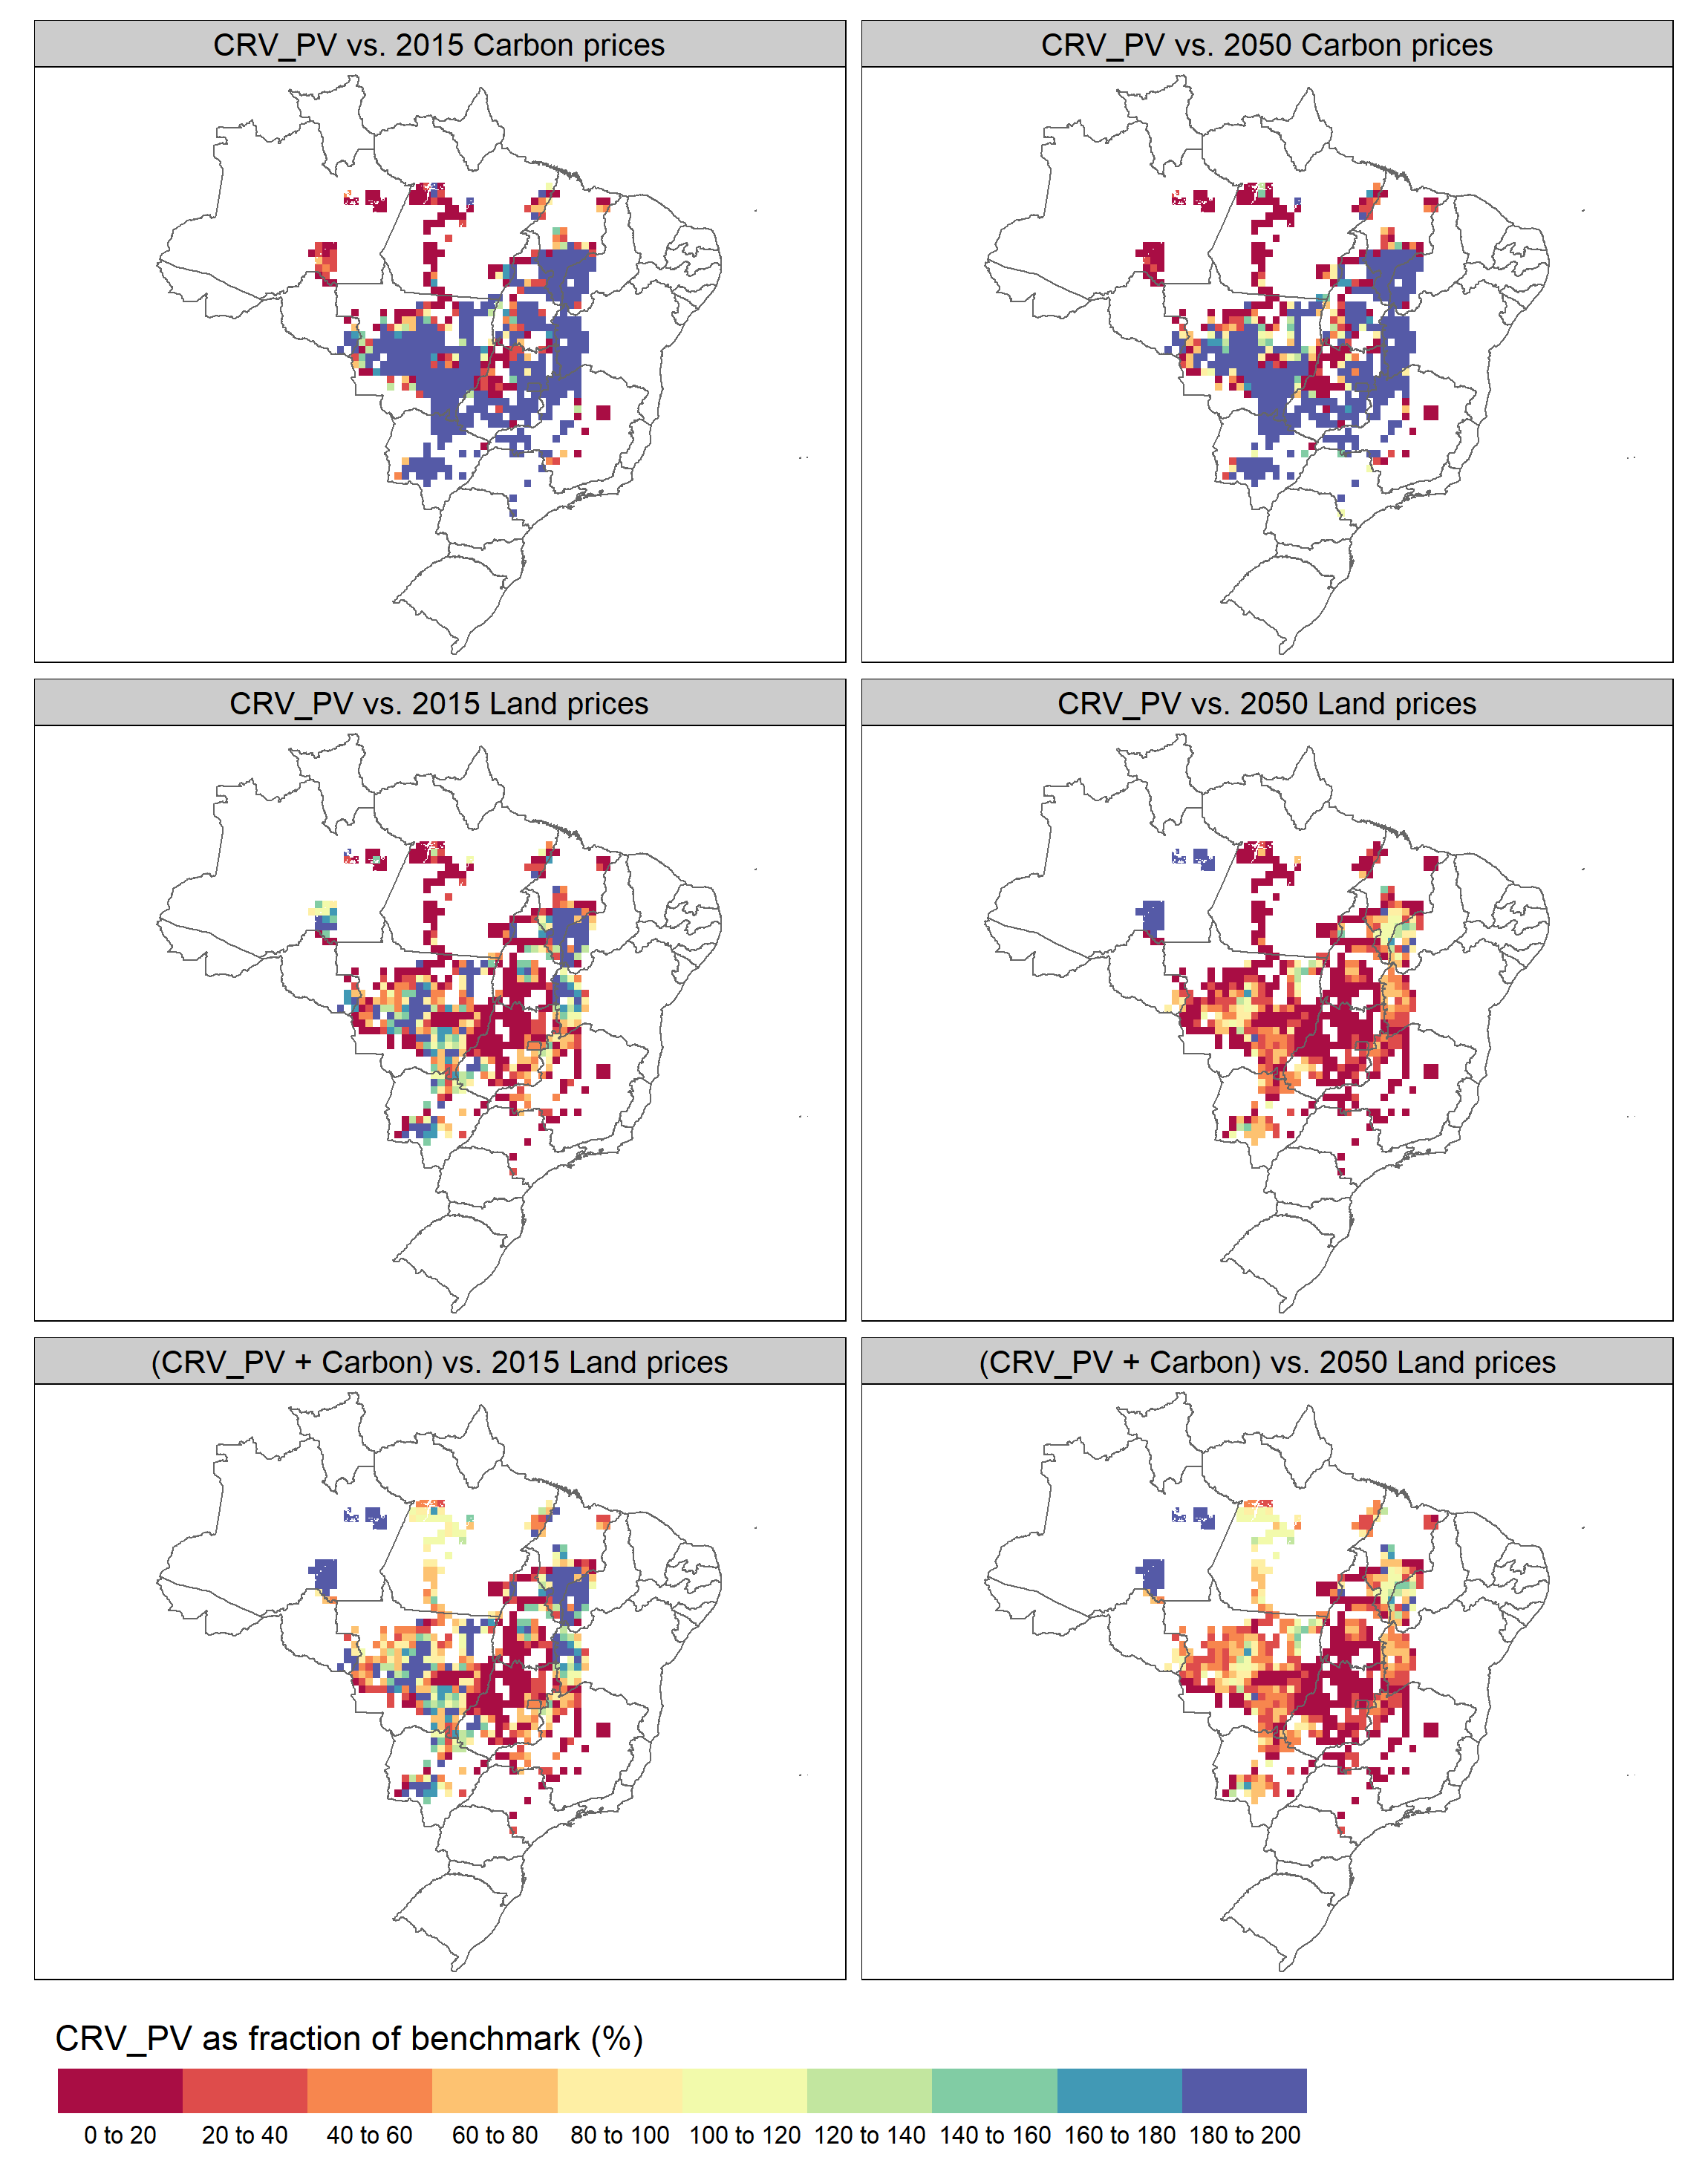 CRV_PV vs. 2015 Carbon prices
CRV_PV vs. 2050 Carbon prices
CRV_PV vs. 2015 Land prices
CRV_PV vs. 2050 Land prices
(CRV_PV + Carbon) vs. 2015 Land prices
(CRV_PV + Carbon) vs. 2050 Land prices
CRV_PV as fraction of benchmark (%)
0 to 20 20 to 40 40 to 60 60 to 80 80 to 100 100 to 120 120 to 140 140 to 160 160 to 180 180 to 200